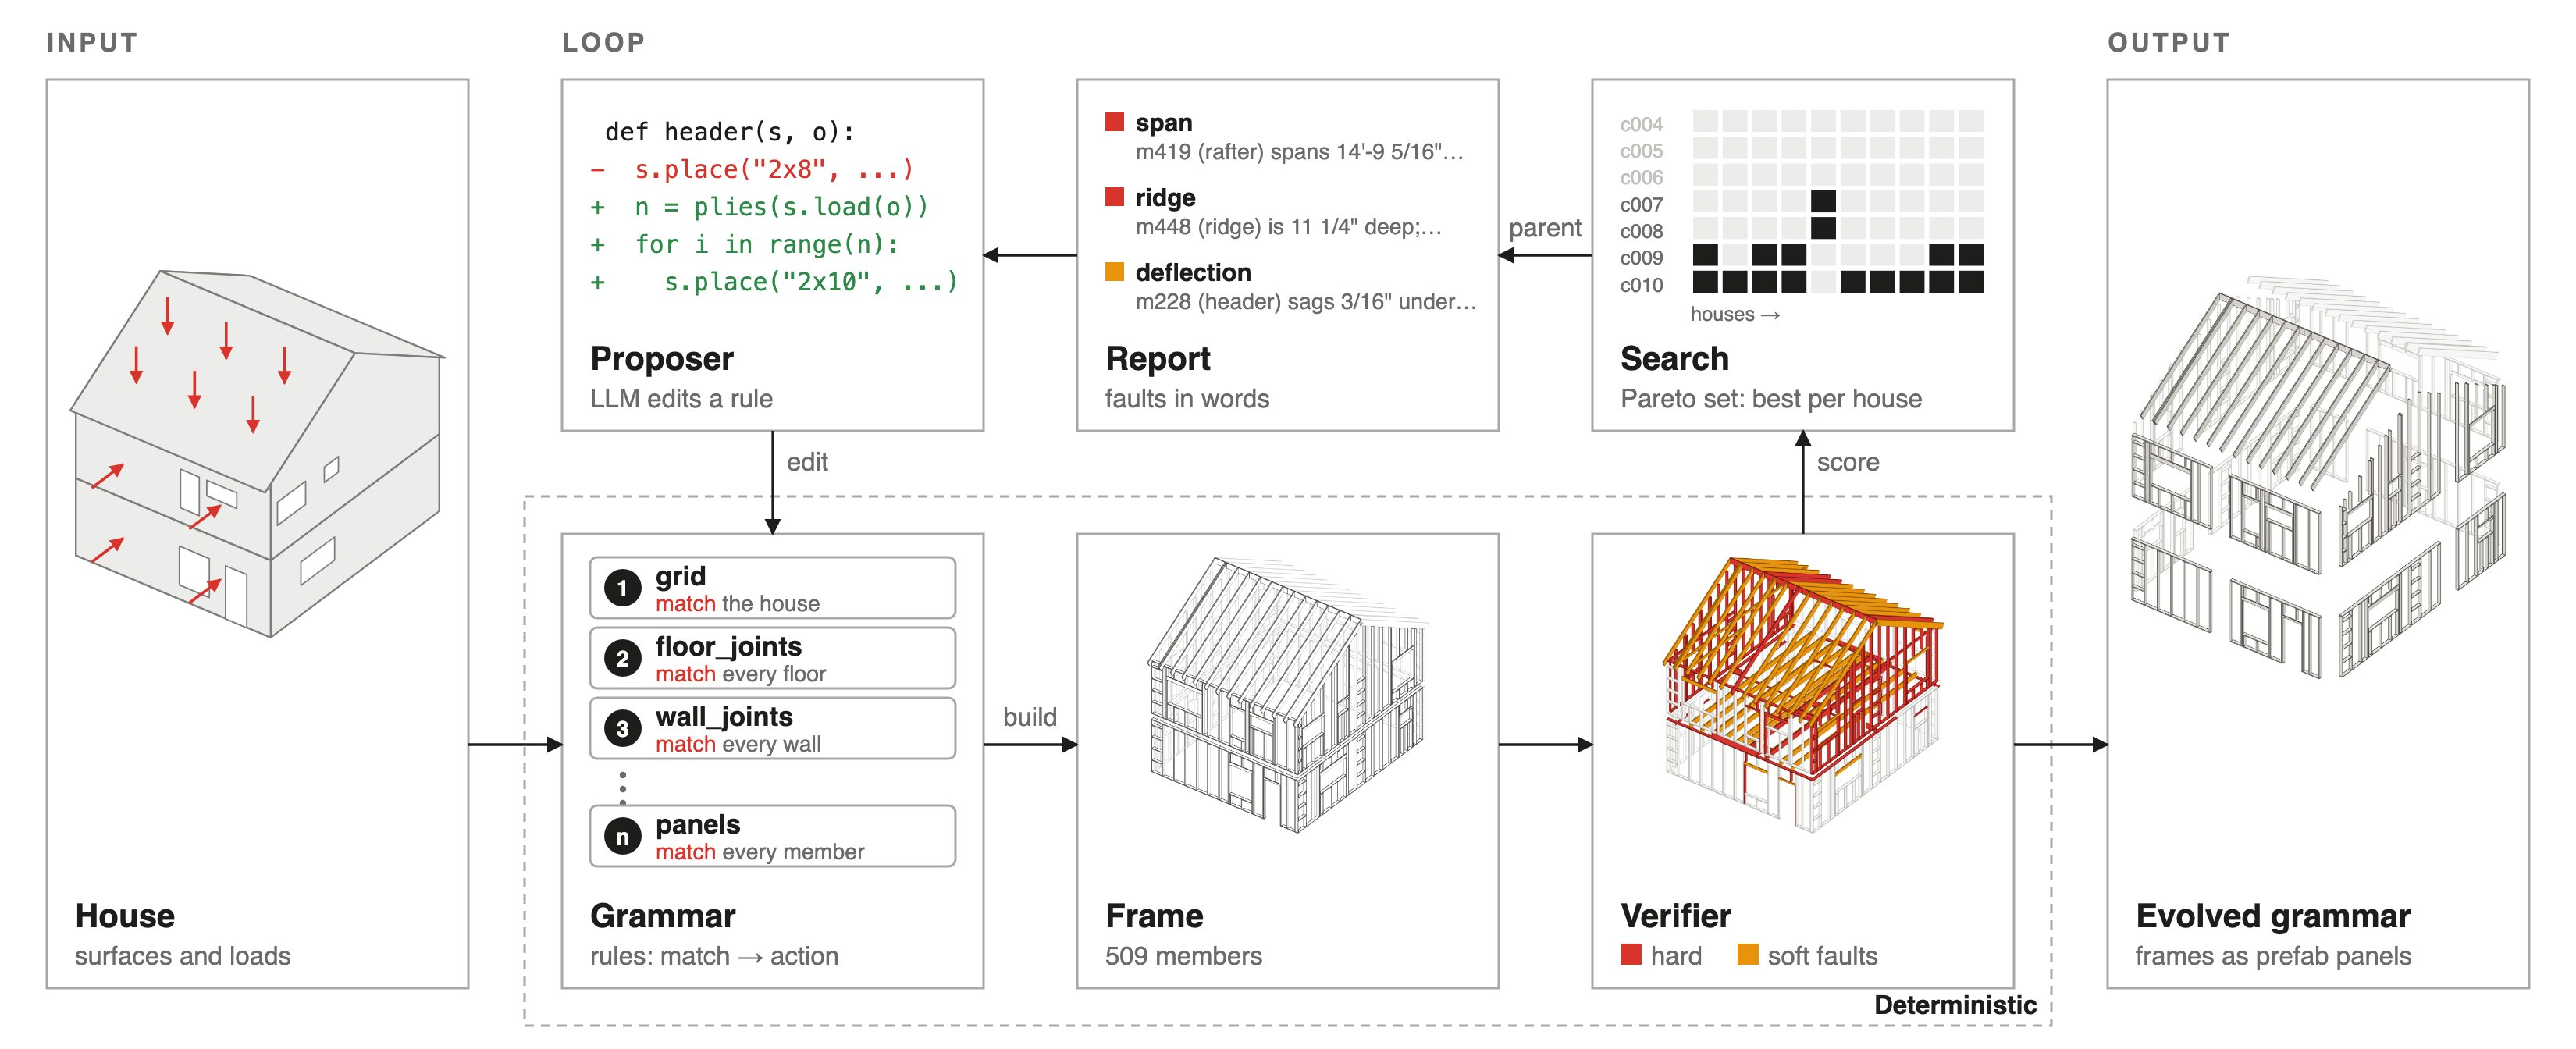 INPUT
LOOP
OUTPUT
def header(s, o):
− s.place("2x8", ...)
+ n = plies(s.load(o))
+ for i in range(n):
+ s.place("2x10", ...)
Proposer
LLM edits a rule
span
m419 (rafter) spans 14'-9 5/16"...
ridge
m448 (ridge) is 11 1/4" deep;...
deflection
m228 (header) sags 3/16" under...
Report
faults in words
parent
c004
c005
c006
c007
c008
c009
c010
houses →
Search
Pareto set: best per house
edit
score
House
surfaces and loads
1 grid
match the house
2 floor_joints
match every floor
3 wall_joints
match every wall
n panels
match every member
Grammar
rules: match → action
build
Frame
509 members
Verifier
hard soft faults
Deterministic
Evolved grammar
frames as prefab panels